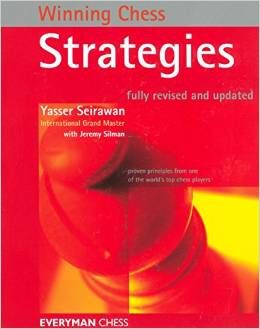 Winning Chess
Strategies
fully revised and updated
Yasser Seirawan
International Grand Master
with Jeremy Silman
proven principles from one
of the world's top chess players
EVERYMAN CHESS